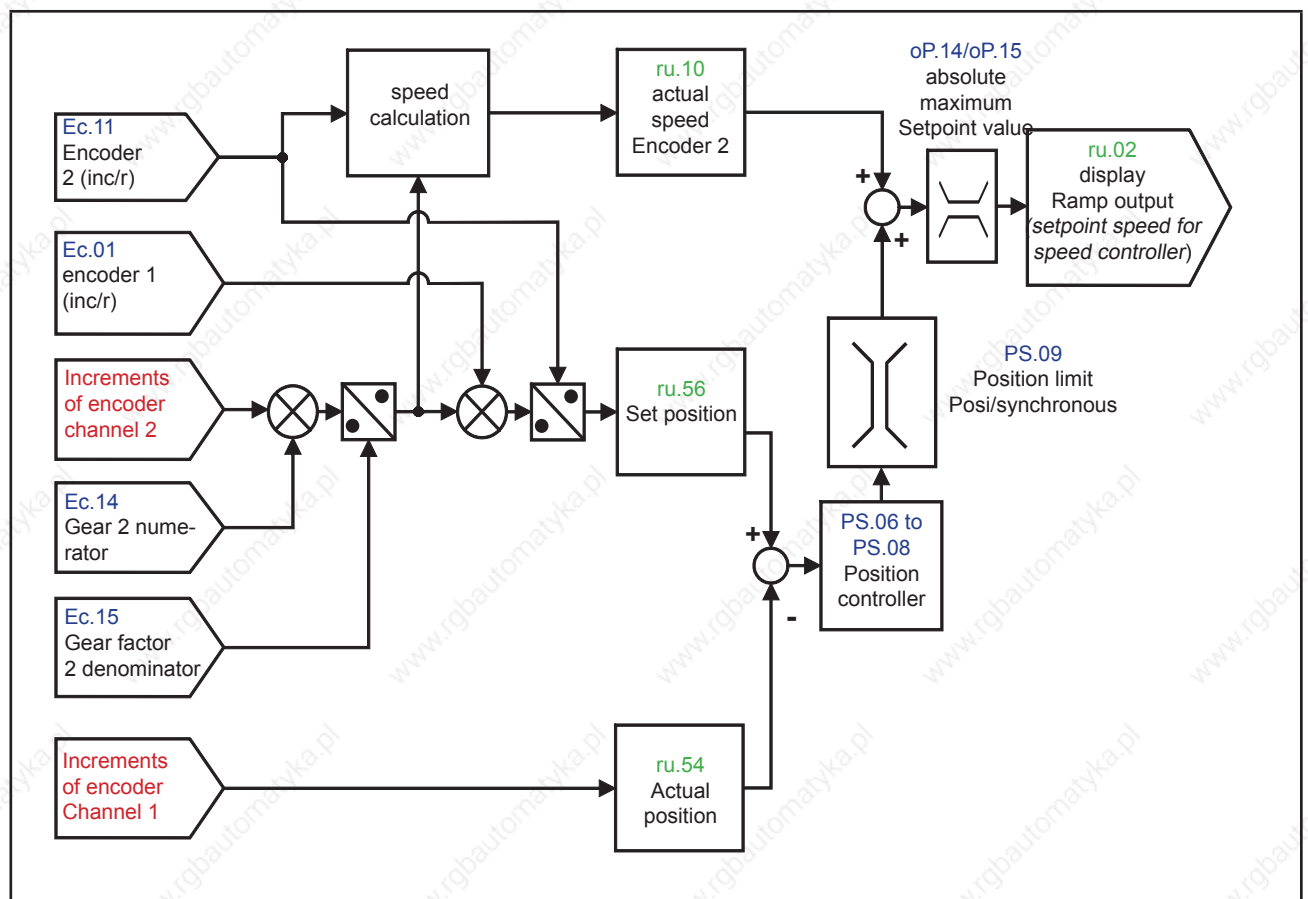 speed
calculation
ru.10
actual
speed
Encoder 2
oP.14/oP.15
absolute
maximum
Setpoint value
Ec.11
Encoder
2 (inc/r)
ru.02
display
Ramp output
(setpoint speed for
speed controller)
+
+
Ec.01
encoder 1
(inc/r)
Increments
of encoder
channel 2
ru.56
Set position
PS.09
Position limit
Posi/synchronous
Ec.14
Gear 2 nume-
rator
PS.06 to
PS.08
Position
controller
+
-
Ec.15
Gear factor
2 denominator
Increments
of encoder
Channel 1
ru.54
Actual
position
www.rgbautomatyka.pl